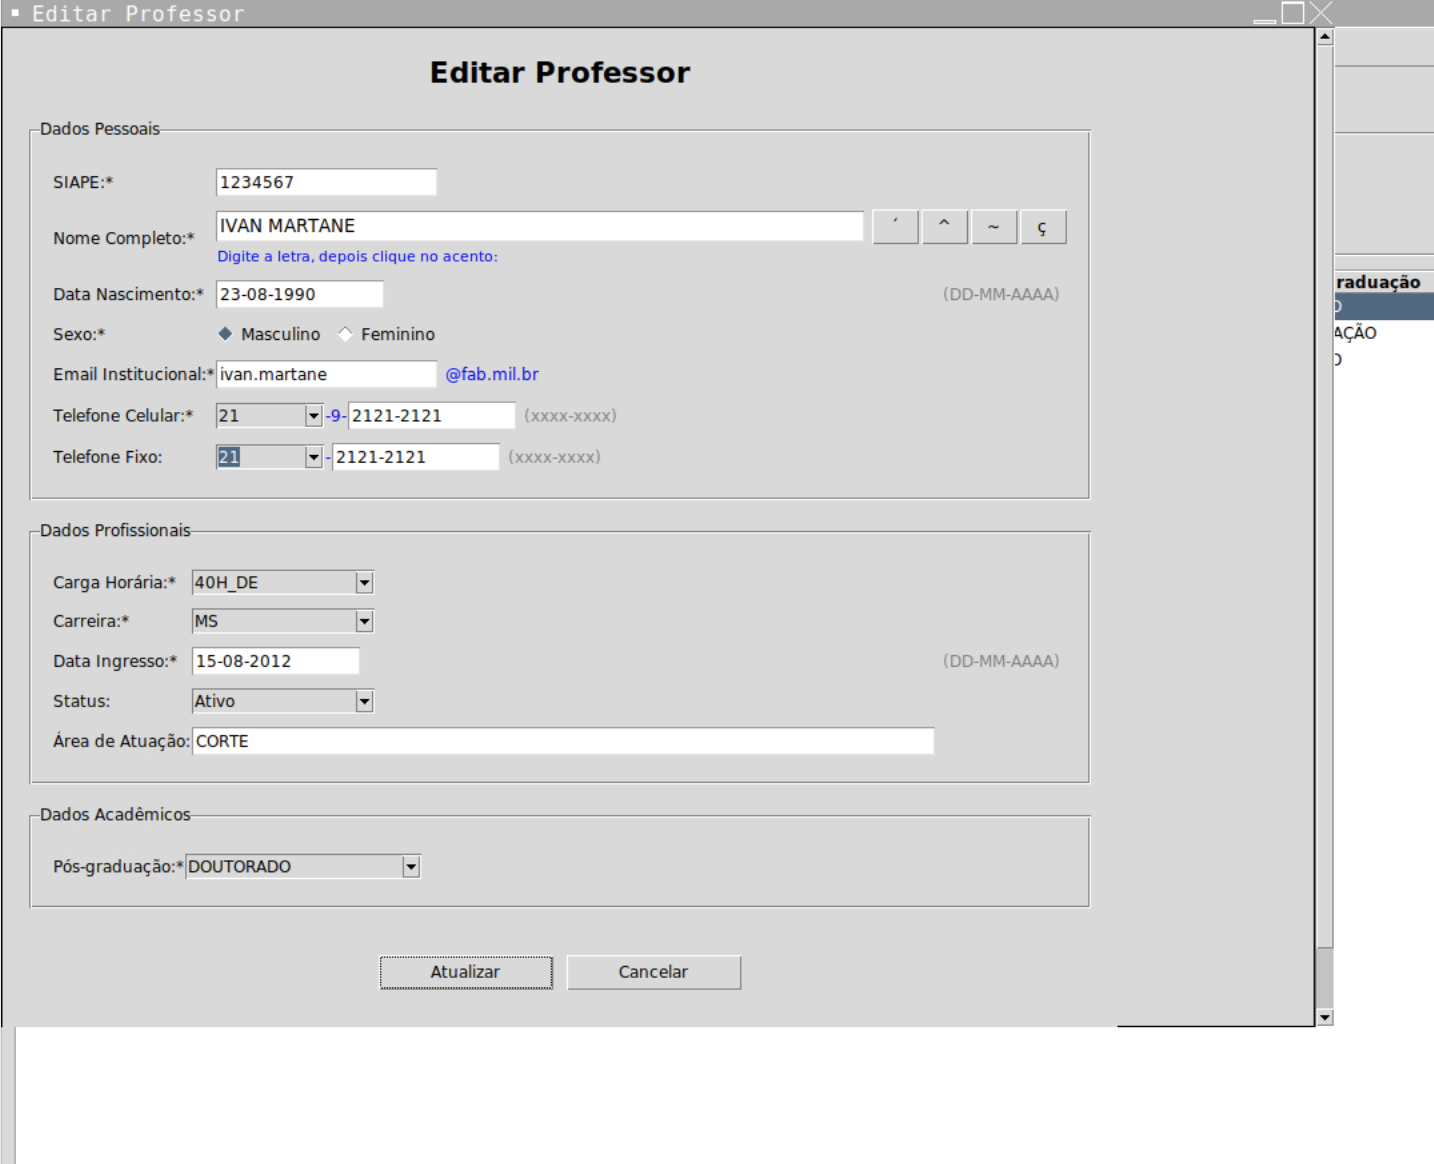 Editar Professor
Editar Professor
Dados Pessoais
SIAPE:* 1234567
Nome Completo:* IVAN MARTANE ´ ^ ~ ç
Digite a letra, depois clique no acento:
Data Nascimento:* 23-08-1990 (DD-MM-AAAA)
raduação
Sexo:* Masculino Feminino
AÇÃO
Email Institucional:* ivan.martane @fab.mil.br
Telefone Celular:* 21 -9- 2121-2121 (xxxx-xxxx)
Telefone Fixo: 21 - 2121-2121 (xxxx-xxxx)
Dados Profissionais
Carga Horária:* 40H_DE
Carreira:* MS
Data Ingresso:* 15-08-2012 (DD-MM-AAAA)
Status: Ativo
Área de Atuação: CORTE
Dados Acadêmicos
Pós-graduação:* DOUTORADO
Atualizar Cancelar